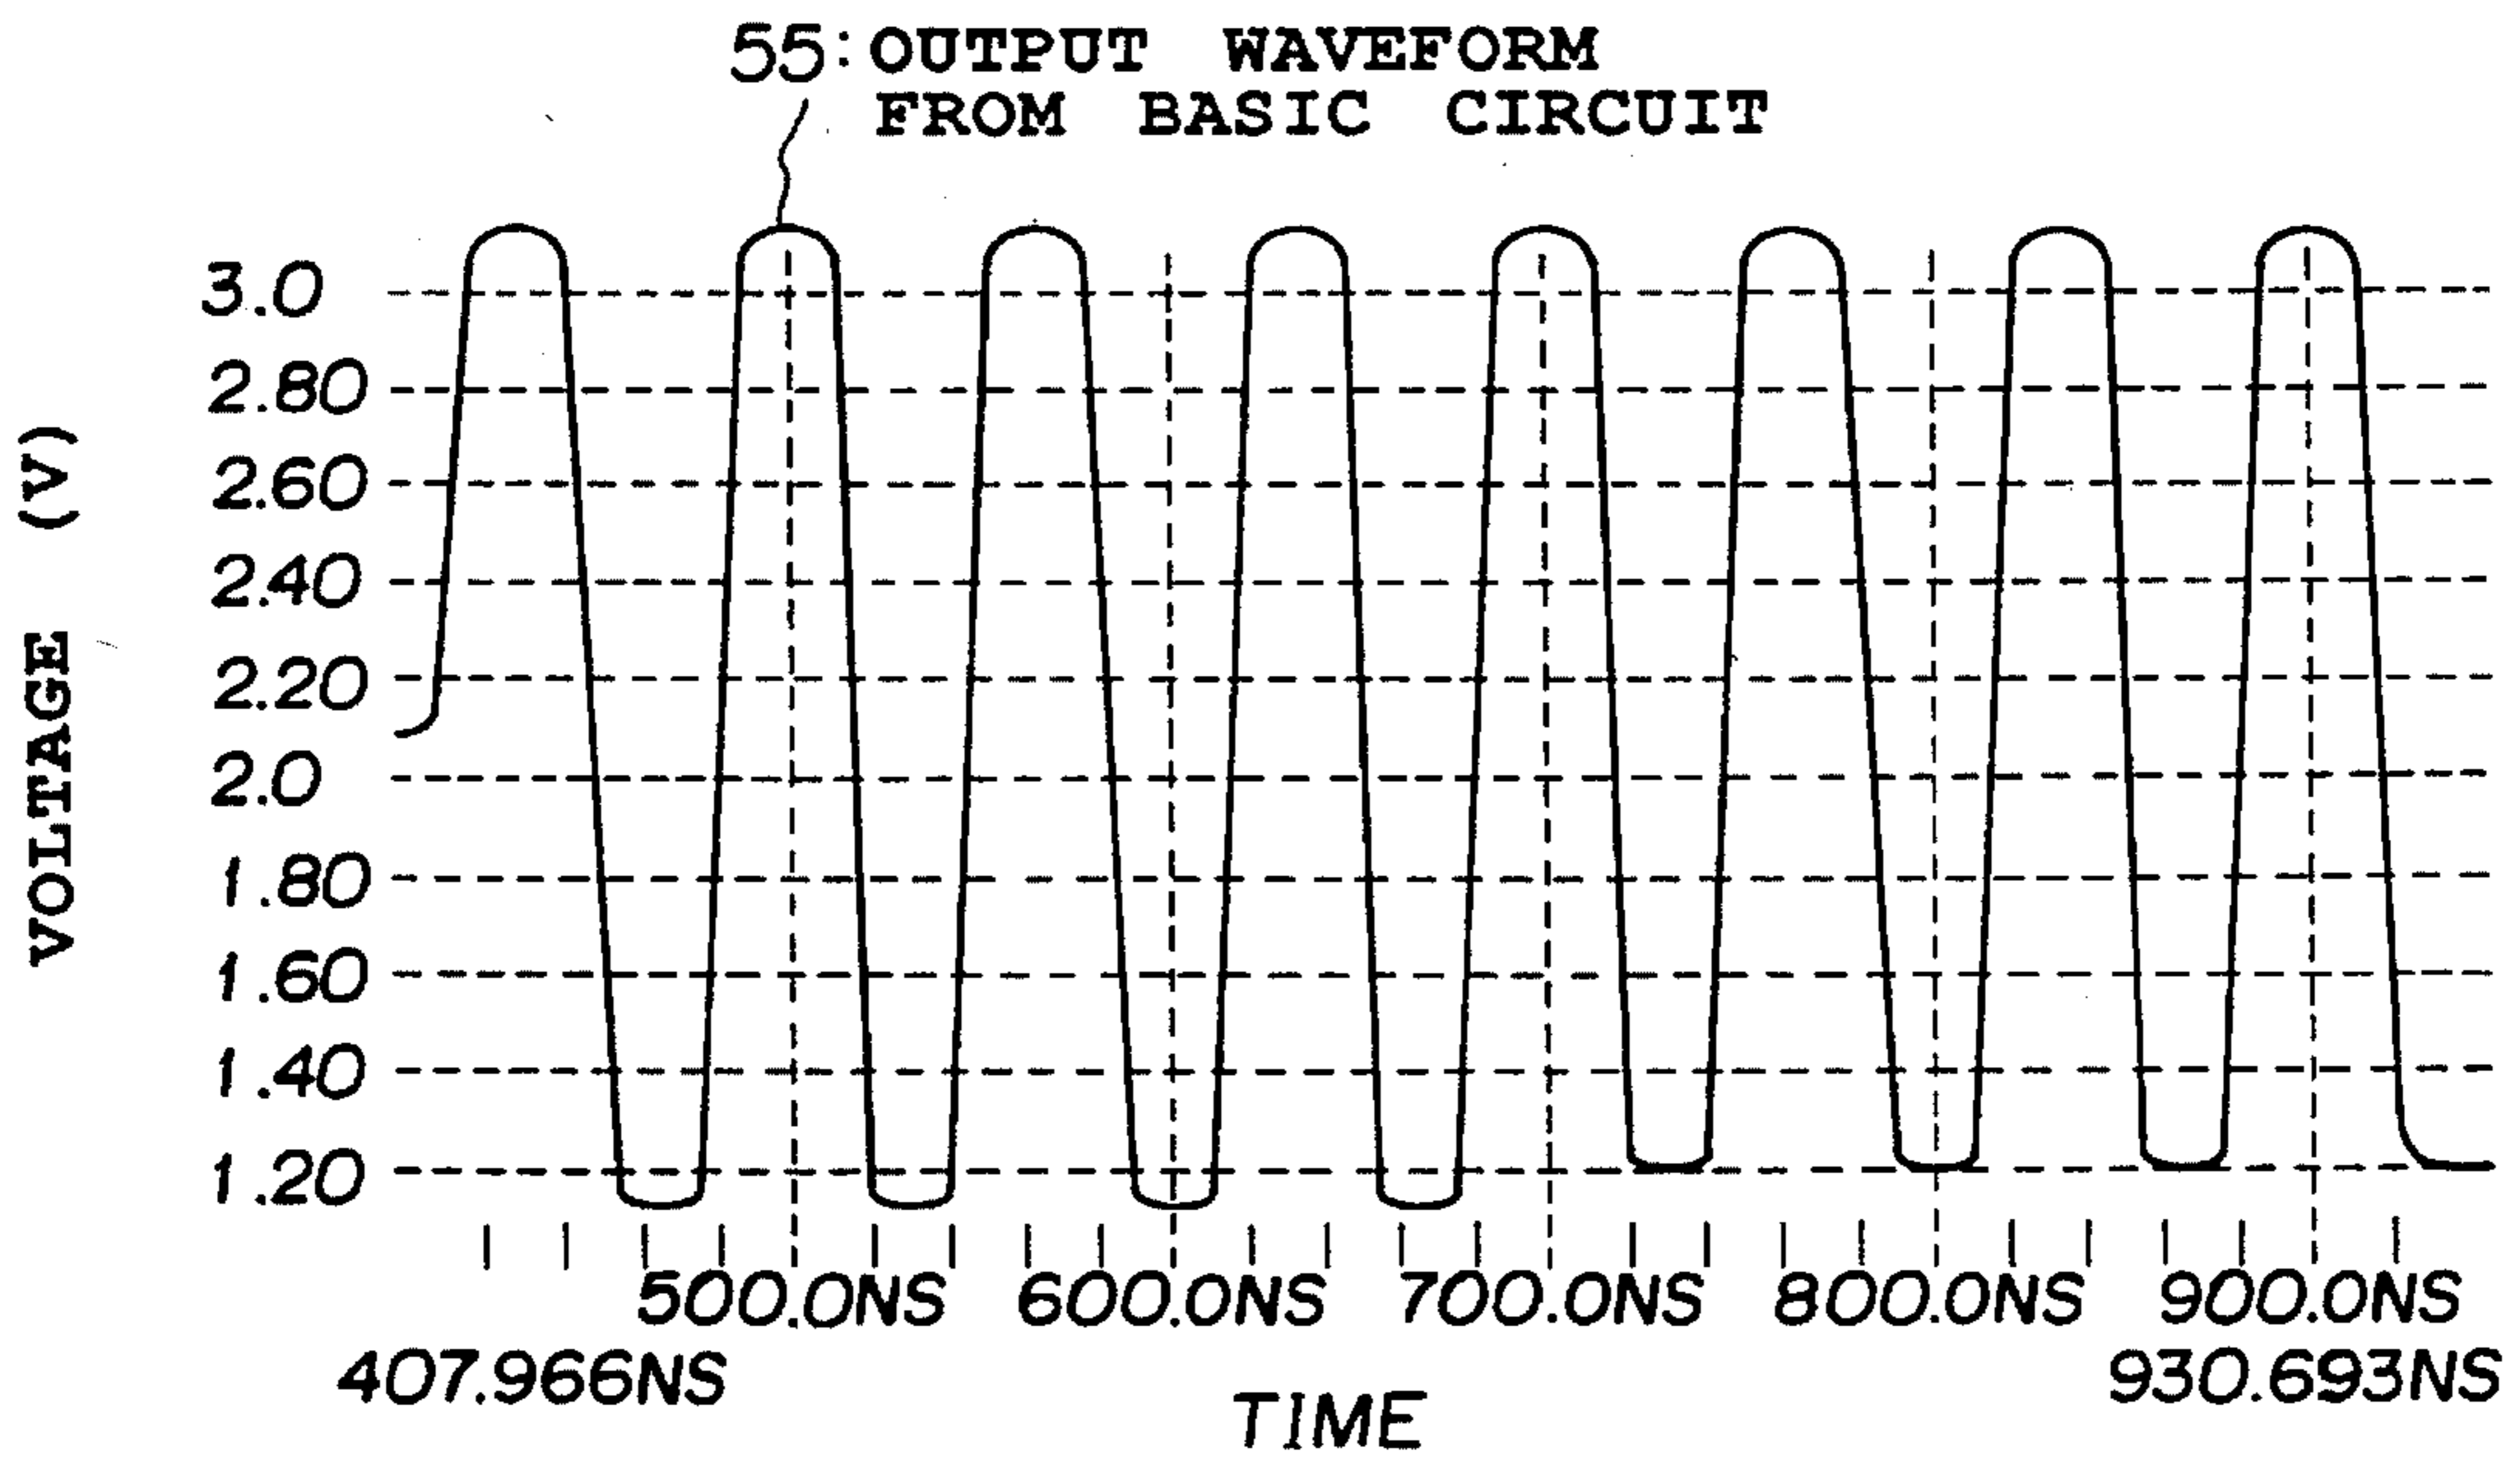 55: OUTPUT WAVEFORM
FROM BASIC CIRCUIT
VOLTAGE (V)
3.0
2.80
2.60
2.40
2.20
2.0
1.80
1.60
1.40
1.20
500.0NS 600.0NS 700.0NS 800.0NS 900.0NS
407.966NS 930.693NS
TIME